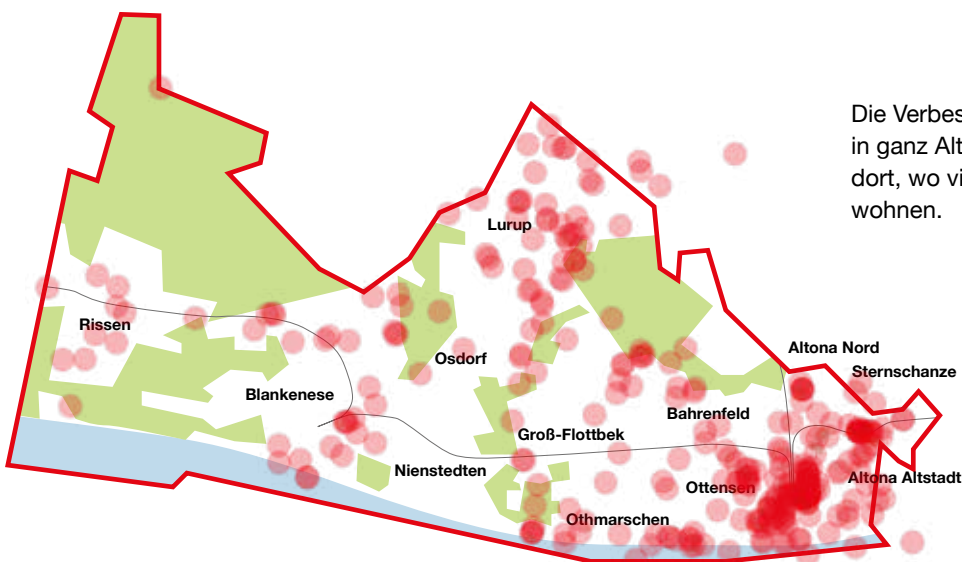 Die Verbes
in ganz Alt
dort, wo vi
wohnen.
Lurup
Rissen
Osdorf
Altona Nord
Sternschanze
Blankenese
Bahrenfeld
Groß-Flottbek
Nienstedten
Ottensen
Altona Altstadt
Othmarschen